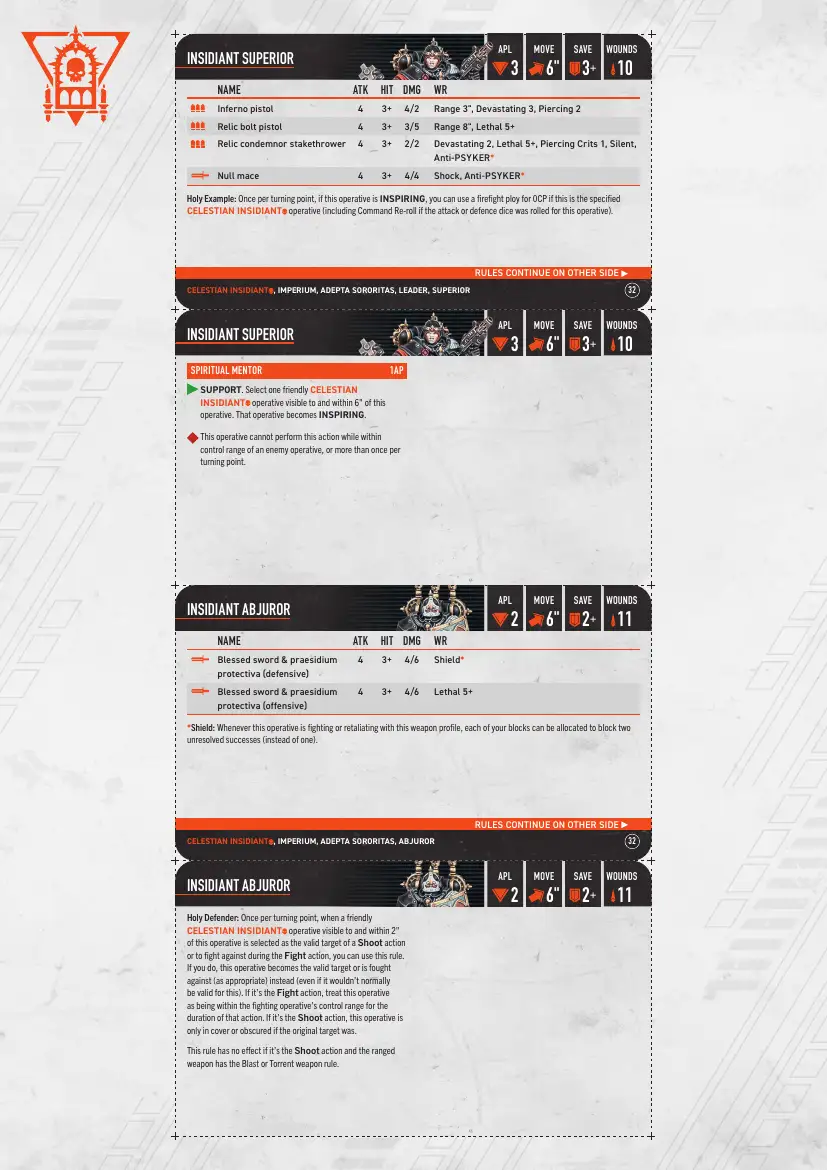 INSIDIANT SUPERIOR
APL MOVE SAVE WOUNDS
3 6" 3+ 10
NAME ATK HIT DMG WR
Inferno pistol 4 3+ 4/2 Range 3", Devastating 3, Piercing 2
Relic bolt pistol 4 3+ 3/5 Range 8", Lethal 5+
Relic condemnor stakethrower 4 3+ 2/2 Devastating 2, Lethal 5+, Piercing Crits 1, Silent,
Anti-PSYKER*
Null mace 4 3+ 4/4 Shock, Anti-PSYKER*
Holy Example: Once per turning point, if this operative is INSPIRING, you can use a firefight ploy for 0CP if this is the specified
CELESTIAN INSIDIANT operative (including Command Re-roll if the attack or defence dice was rolled for this operative).
RULES CONTINUE ON OTHER SIDE ▶
CELESTIAN INSIDIANT, IMPERIUM, ADEPTA SORORITAS, LEADER, SUPERIOR 32
INSIDIANT SUPERIOR
APL MOVE SAVE WOUNDS
3 6" 3+ 10
SPIRITUAL MENTOR 1AP
SUPPORT. Select one friendly CELESTIAN
INSIDIANT operative visible to and within 6" of this
operative. That operative becomes INSPIRING.
This operative cannot perform this action while within
control range of an enemy operative, or more than once per
turning point.
INSIDIANT ABJUROR
APL MOVE SAVE WOUNDS
2 6" 2+ 11
NAME ATK HIT DMG WR
Blessed sword & praesidium 4 3+ 4/6 Shield*
protectiva (defensive)
Blessed sword & praesidium 4 3+ 4/6 Lethal 5+
protectiva (offensive)
*Shield: Whenever this operative is fighting or retaliating with this weapon profile, each of your blocks can be allocated to block two
unresolved successes (instead of one).
RULES CONTINUE ON OTHER SIDE ▶
CELESTIAN INSIDIANT, IMPERIUM, ADEPTA SORORITAS, ABJUROR 32
INSIDIANT ABJUROR
APL MOVE SAVE WOUNDS
2 6" 2+ 11
Holy Defender: Once per turning point, when a friendly
CELESTIAN INSIDIANT operative visible to and within 2"
of this operative is selected as the valid target of a Shoot action
or to fight against during the Fight action, you can use this rule.
If you do, this operative becomes the valid target or is fought
against (as appropriate) instead (even if it wouldn't normally
be valid for this). If it's the Fight action, treat this operative
as being within the fighting operative's control range for the
duration of that action. If it's the Shoot action, this operative is
only in cover or obscured if the original target was.
This rule has no effect if it's the Shoot action and the ranged
weapon has the Blast or Torrent weapon rule.